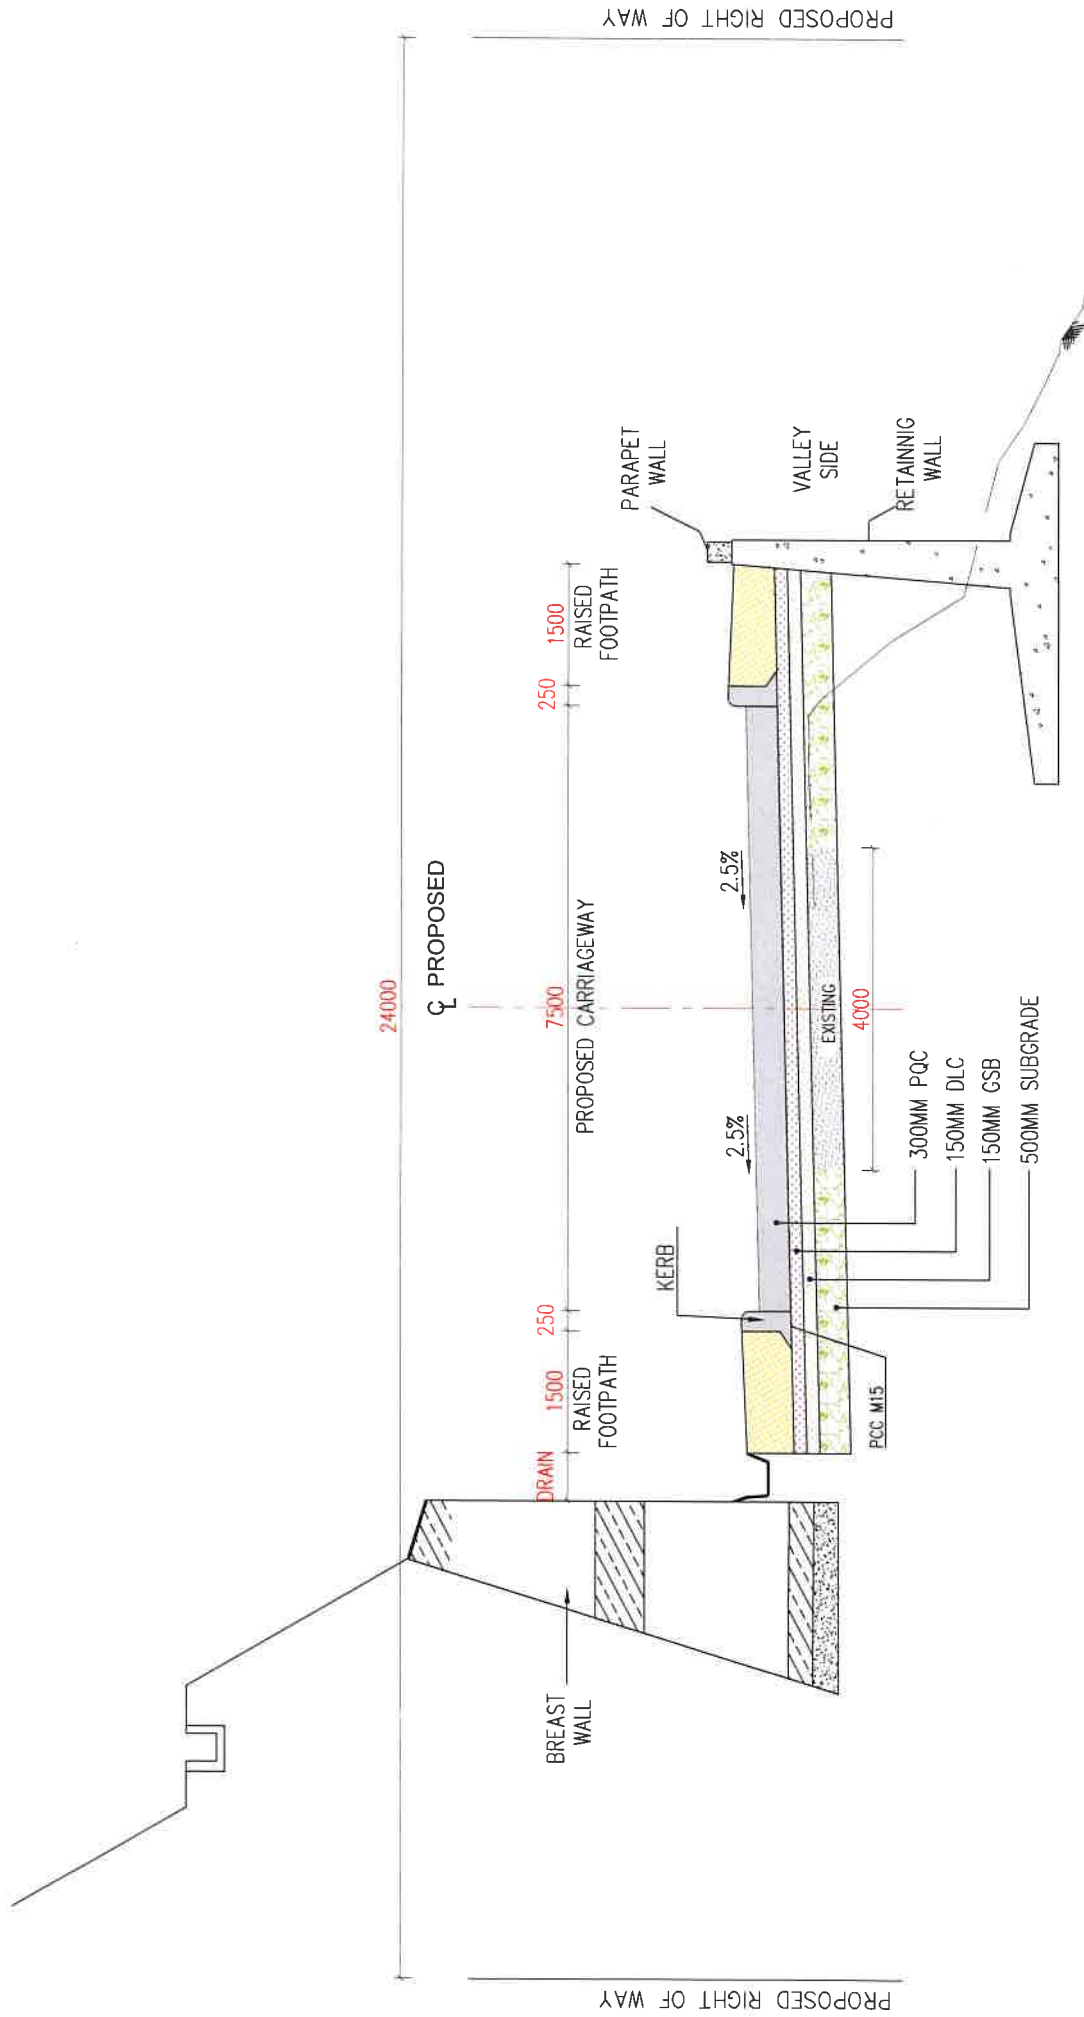 PROPOSED RIGHT OF WAY
PROPOSED RIGHT OF WAY
24000
℄ PROPOSED
DRAIN
1500
250
7500
250
1500
RAISED
FOOTPATH
PROPOSED CARRIAGEWAY
RAISED
FOOTPATH
BREAST
WALL
KERB
2.5%
2.5%
PARAPET
WALL
VALLEY
SIDE
RETAINNIG
WALL
EXISTING
4000
PCC M15
300MM PQC
150MM DLC
150MM GSB
500MM SUBGRADE